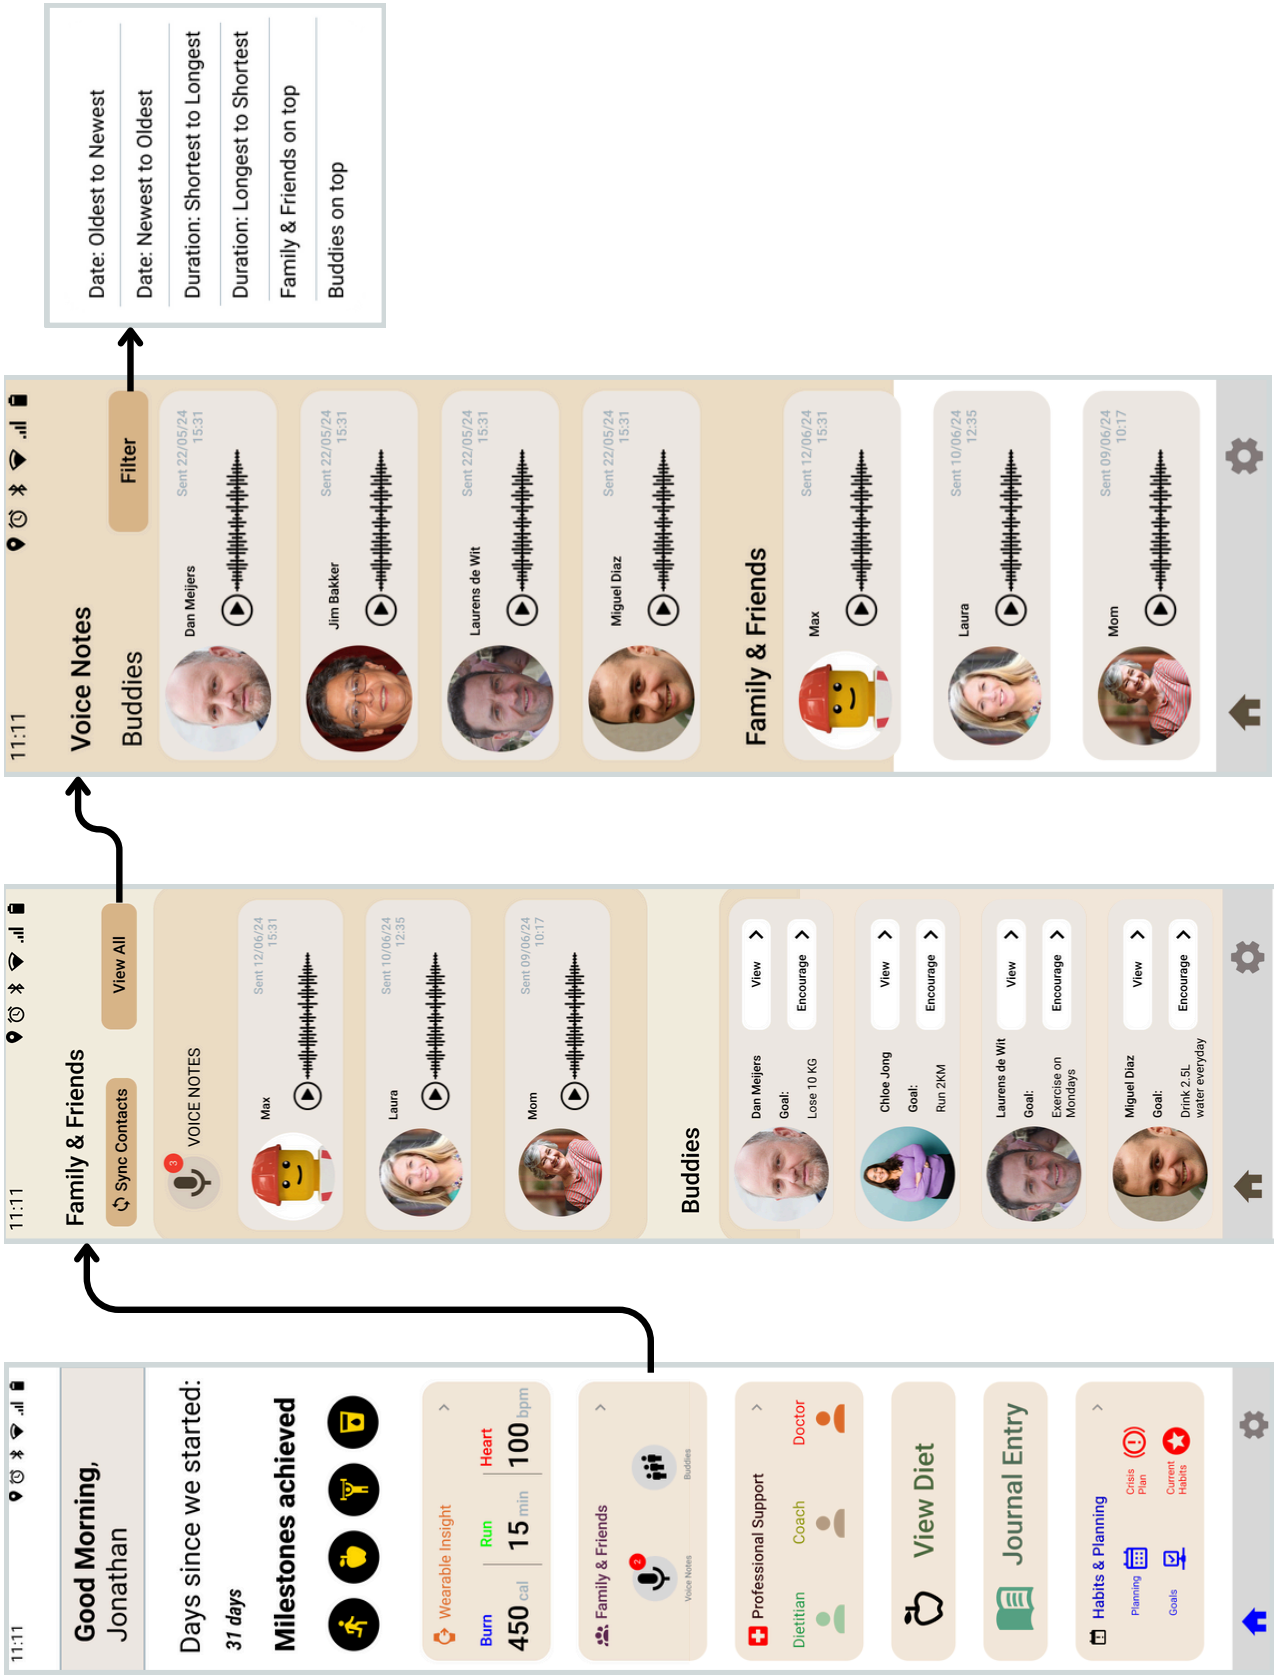 11:11
Good Morning,
Jonathan
Days since we started:
31 days
Milestones achieved
Wearable Insight
Burn
Run
Heart
450 cal
15 min
100 bpm
Family & Friends
2
Voice Notes
Buddies
Professional Support
Dietitian
Coach
Doctor
View Diet
Journal Entry
Habits & Planning
Planning
Crisis
Plan
Goals
Current
Habits
11:11
Family & Friends
Sync Contacts
View All
3
VOICE NOTES
Max
Sent 12/06/24
15:31
Laura
Sent 10/06/24
12:35
Mom
Sent 09/06/24
10:17
Buddies
Dan Meijers
Goal:
Lose 10 KG
View
Encourage
Chloe Jong
Goal:
Run 2KM
View
Encourage
Laurens de Wit
Goal:
Exercise on
Mondays
View
Encourage
Miguel Diaz
Goal:
Drink 2.5L
water everyday
View
Encourage
11:11
Voice Notes
Buddies
Filter
Dan Meijers
Sent 22/05/24
15:31
Jim Bakker
Sent 22/05/24
15:31
Laurens de Wit
Sent 22/05/24
15:31
Miguel Diaz
Sent 22/05/24
15:31
Family & Friends
Max
Sent 12/06/24
15:31
Laura
Sent 10/06/24
12:35
Mom
Sent 09/06/24
10:17
Date: Oldest to Newest
Date: Newest to Oldest
Duration: Shortest to Longest
Duration: Longest to Shortest
Family & Friends on top
Buddies on top